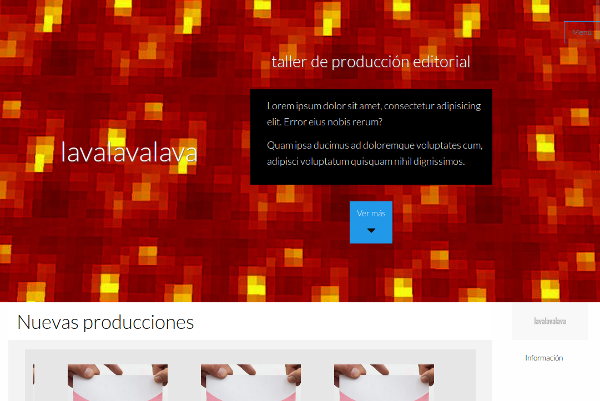 Menú
taller de producción editorial
Lorem ipsum dolor sit amet, consectetur adipisicing
elit. Error eius nobis rerum?
Quam ipsa ducimus ad doloremque voluptates cum,
adipisci voluptatum quisquam nihil dignissimos.
lavalavalava
Ver más
Nuevas producciones
lavalavalava
Información